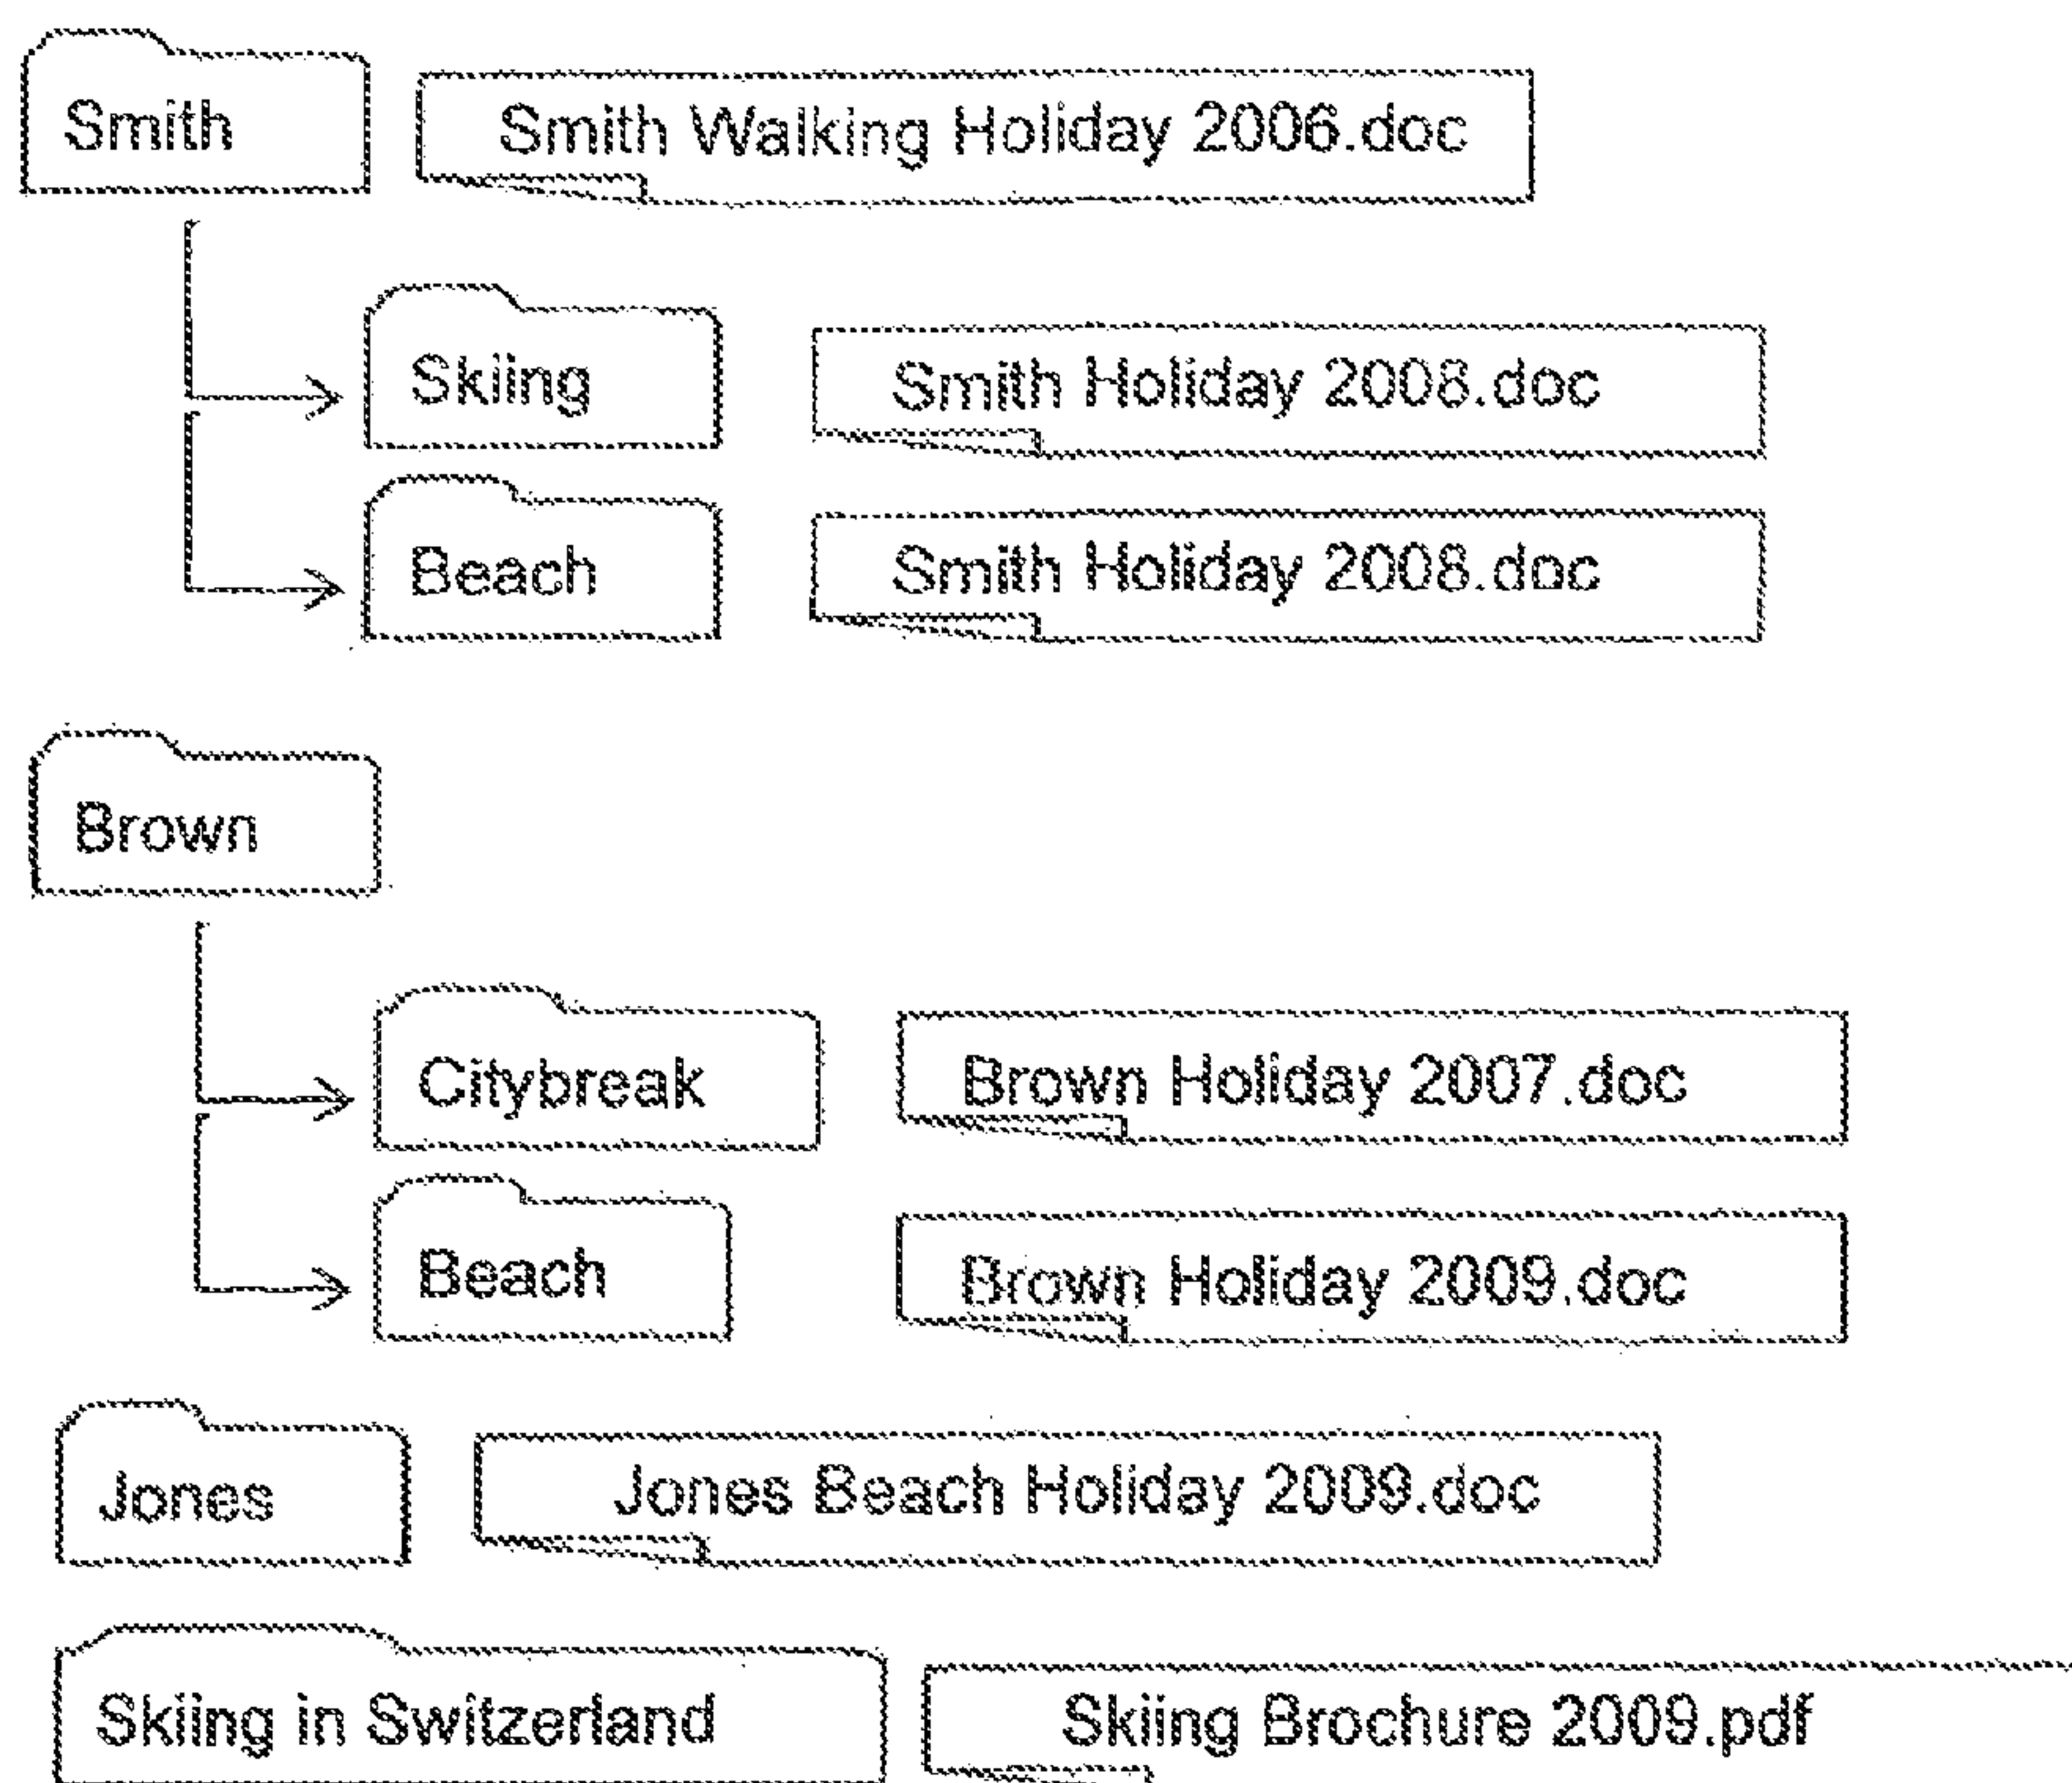 Smith Smith Walking Holiday 2006.doc
Skiing Smith Holiday 2008.doc
Beach Smith Holiday 2008.doc
Brown
Citybreak Brown Holiday 2007.doc
Beach Brown Holiday 2009.doc
Jones Jones Beach Holiday 2009.doc
Skiing in Switzerland Skiing Brochure 2009.pdf